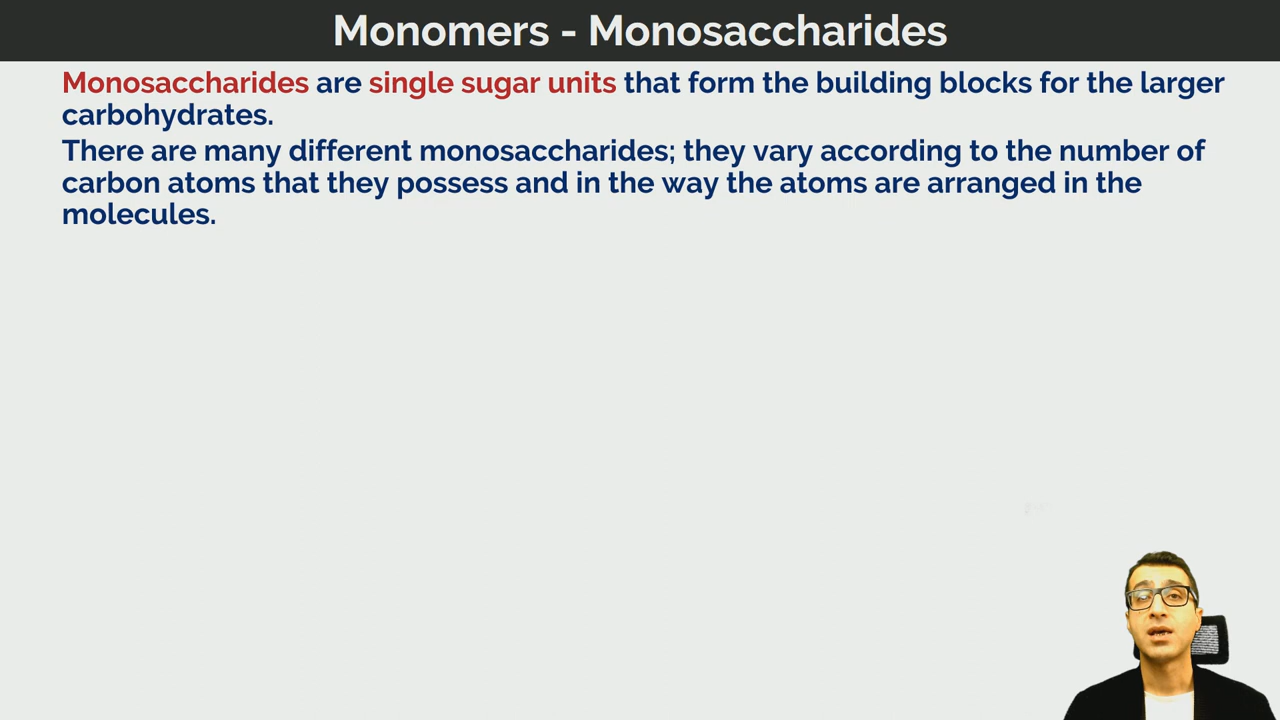 Monomers - Monosaccharides
Monosaccharides are single sugar units that form the building blocks for the larger
carbohydrates.
There are many different monosaccharides; they vary according to the number of
carbon atoms that they possess and in the way the atoms are arranged in the
molecules.